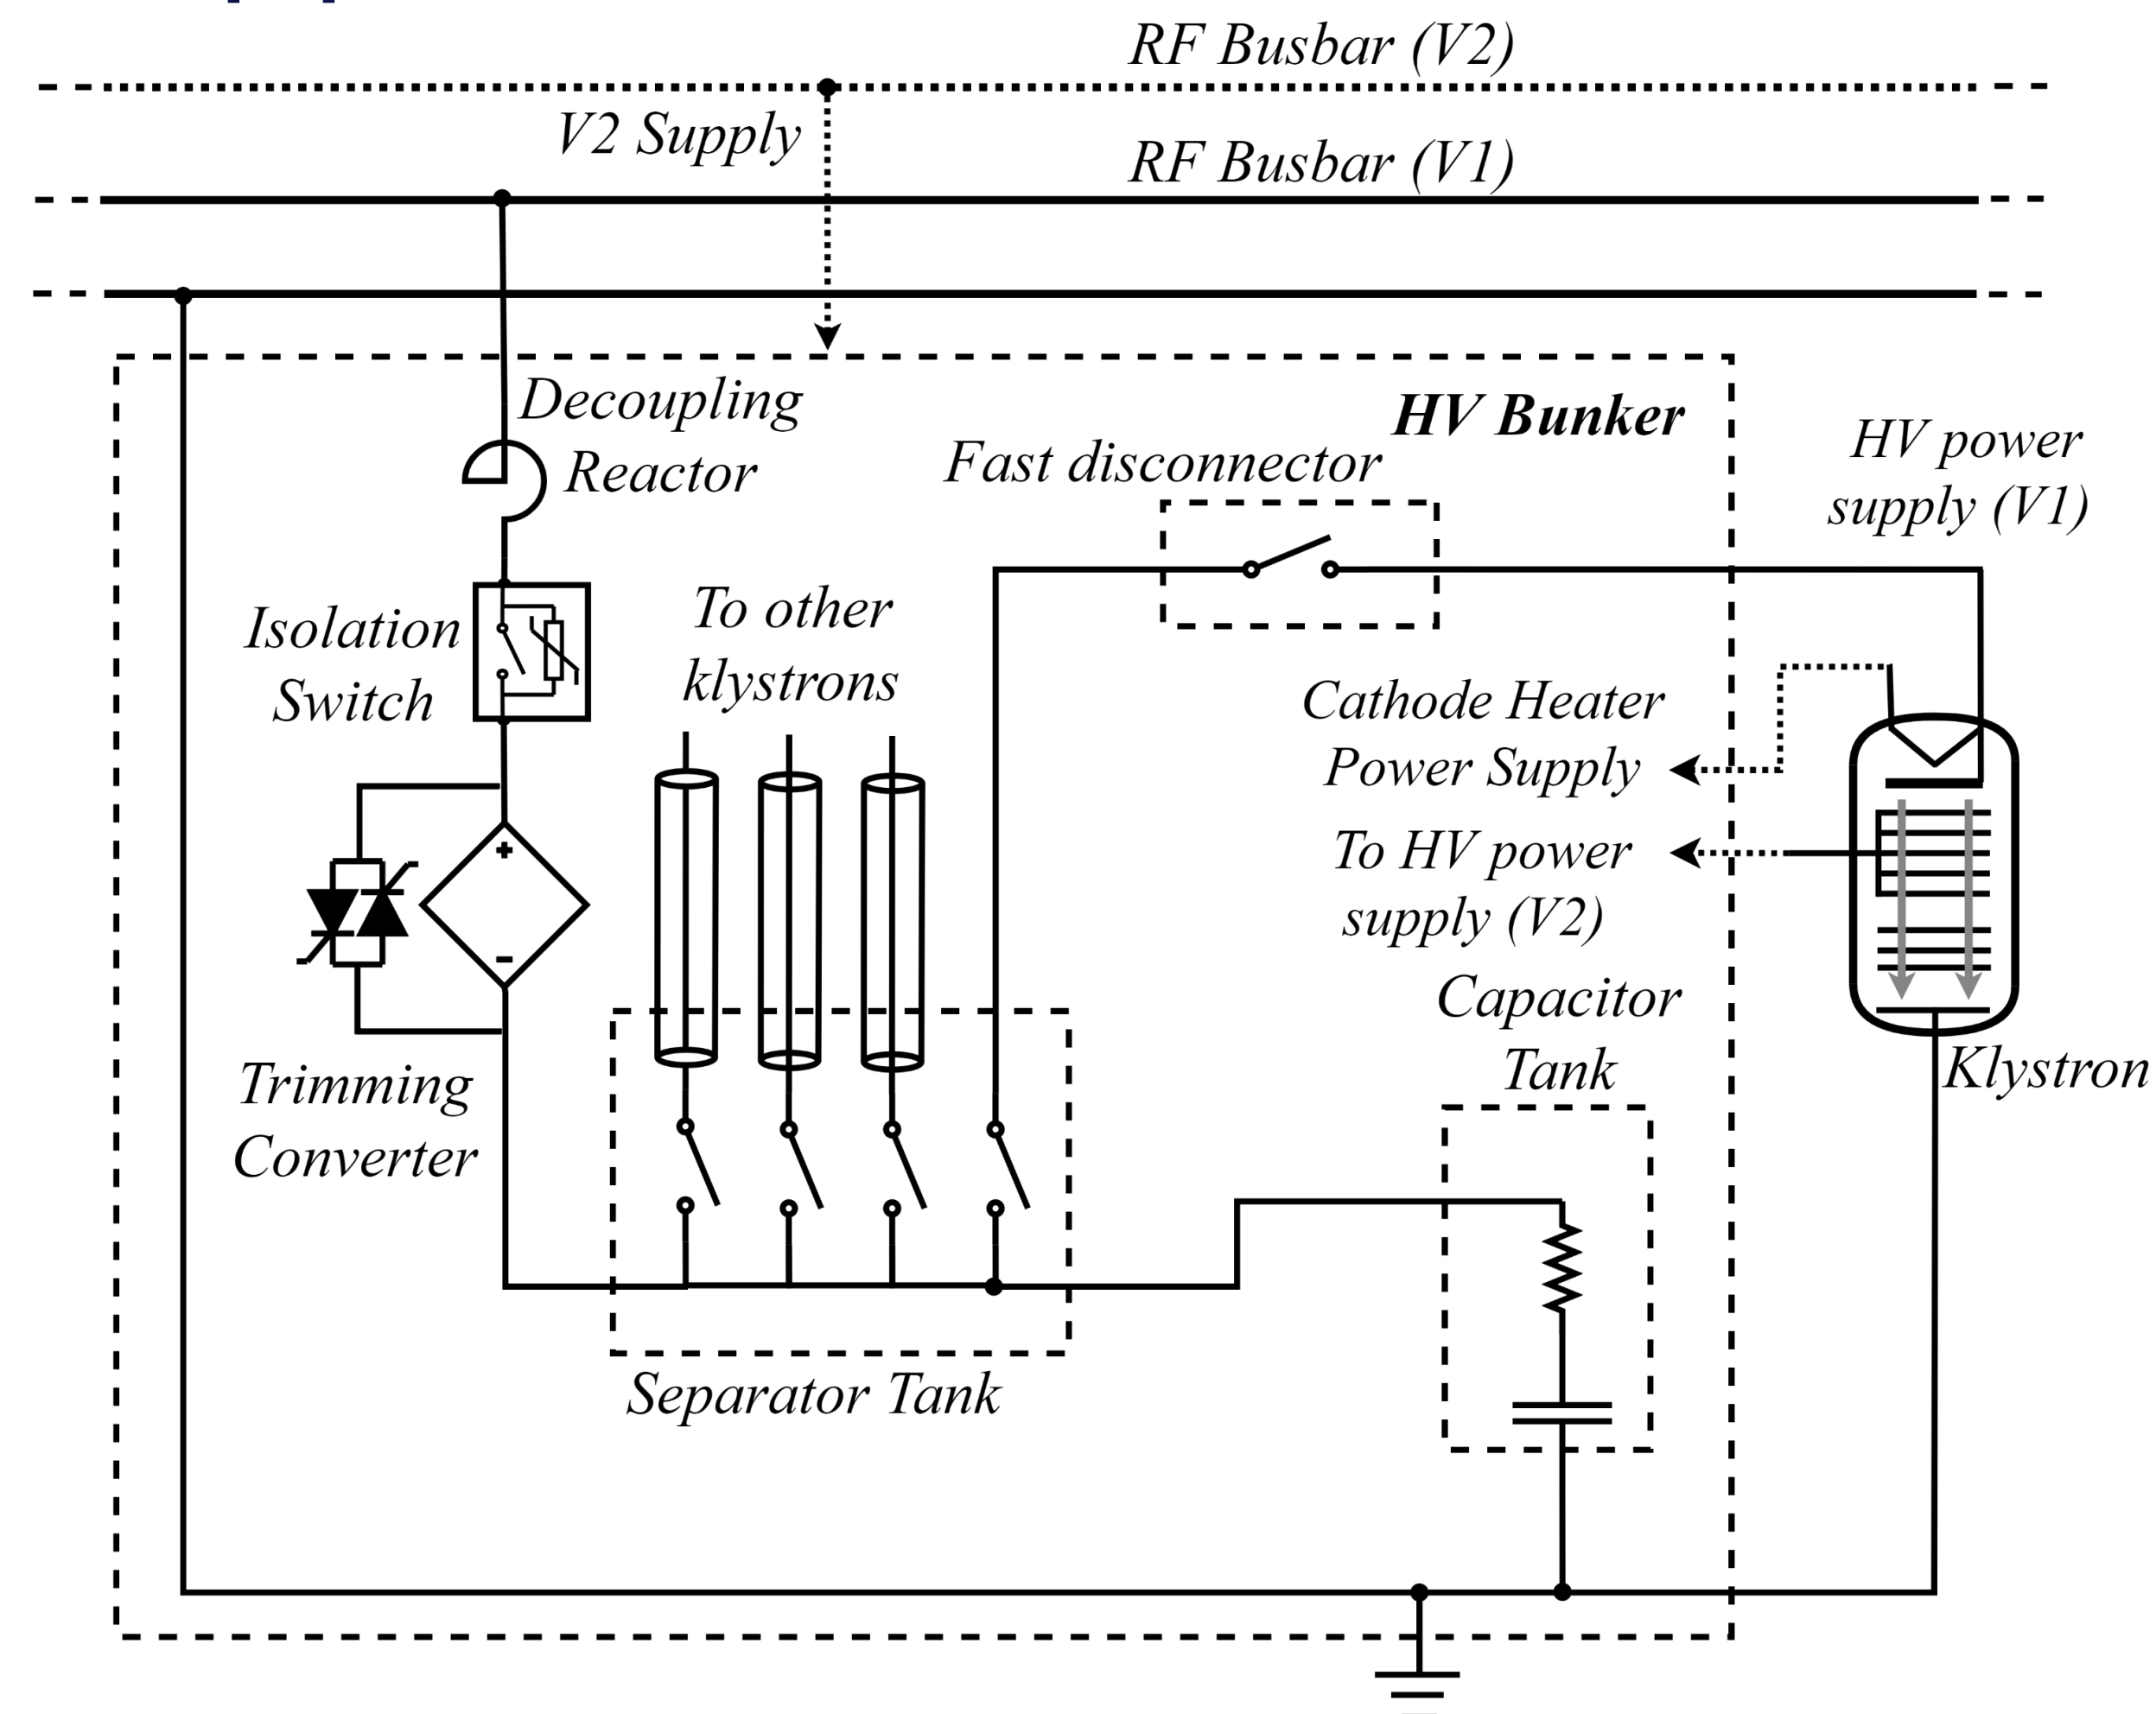 RF Busbar (V2)
V2 Supply
RF Busbar (V1)
Decoupling
Reactor
HV Bunker
Fast disconnector
HV power
supply (V1)
Isolation
Switch
To other
klystrons
Cathode Heater
Power Supply
To HV power
supply (V2)
+
-
Capacitor
Tank
Klystron
Trimming
Converter
Separator Tank